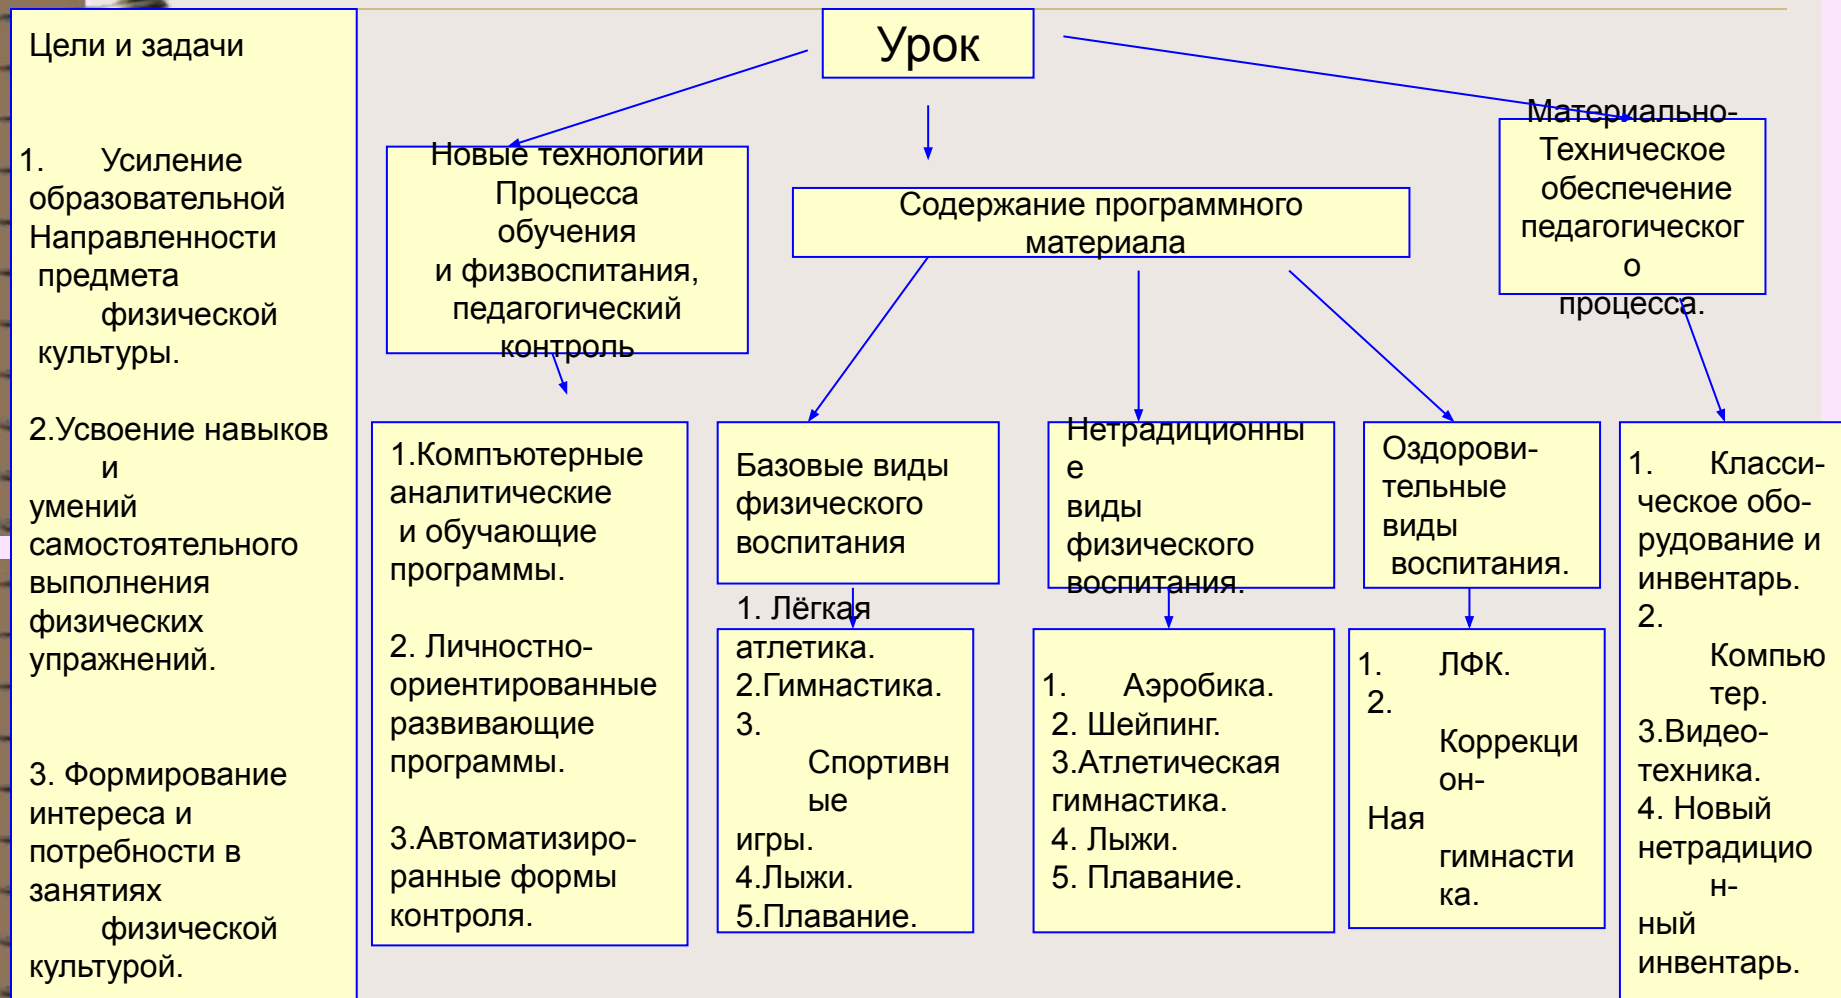 Цели и задачи
1. Усиление
образовательной
Направленности
предмета
физической
культуры.
2.Усвоение навыков
и
умений
самостоятельного
выполнения
физических
упражнений.
3. Формирование
интереса и
потребности в
занятиях
физической
культурой.
Урок
Новые технологии
Процесса
обучения
и физвоспитания,
педагогический
контроль
Содержание программного
материала
Материально-
Техническое
обеспечение
педагогическог
о
процесса.
1.Компъютерные
аналитические
и обучающие
программы.
2. Личностно-
ориентированные
развивающие
программы.
3.Автоматизиро-
ранные формы
контроля.
Базовые виды
физического
воспитания
1. Лёгкая
атлетика.
2.Гимнастика.
3.
Спортивн
ые
игры.
4.Лыжи.
5.Плавание.
Нетрадиционны
е
виды
физического
воспитания.
1. Аэробика.
2. Шейпинг.
3.Атлетическая
гимнастика.
4. Лыжи.
5. Плавание.
Оздорови-
тельные
виды
воспитания.
1. ЛФК.
2.
Коррекци
он-
Ная
гимнасти
ка.
1. Класси-
ческое обо-
рудование и
инвентарь.
2.
Компью
тер.
3.Видео-
техника.
4. Новый
нетрадицио
н-
ный
инвентарь.